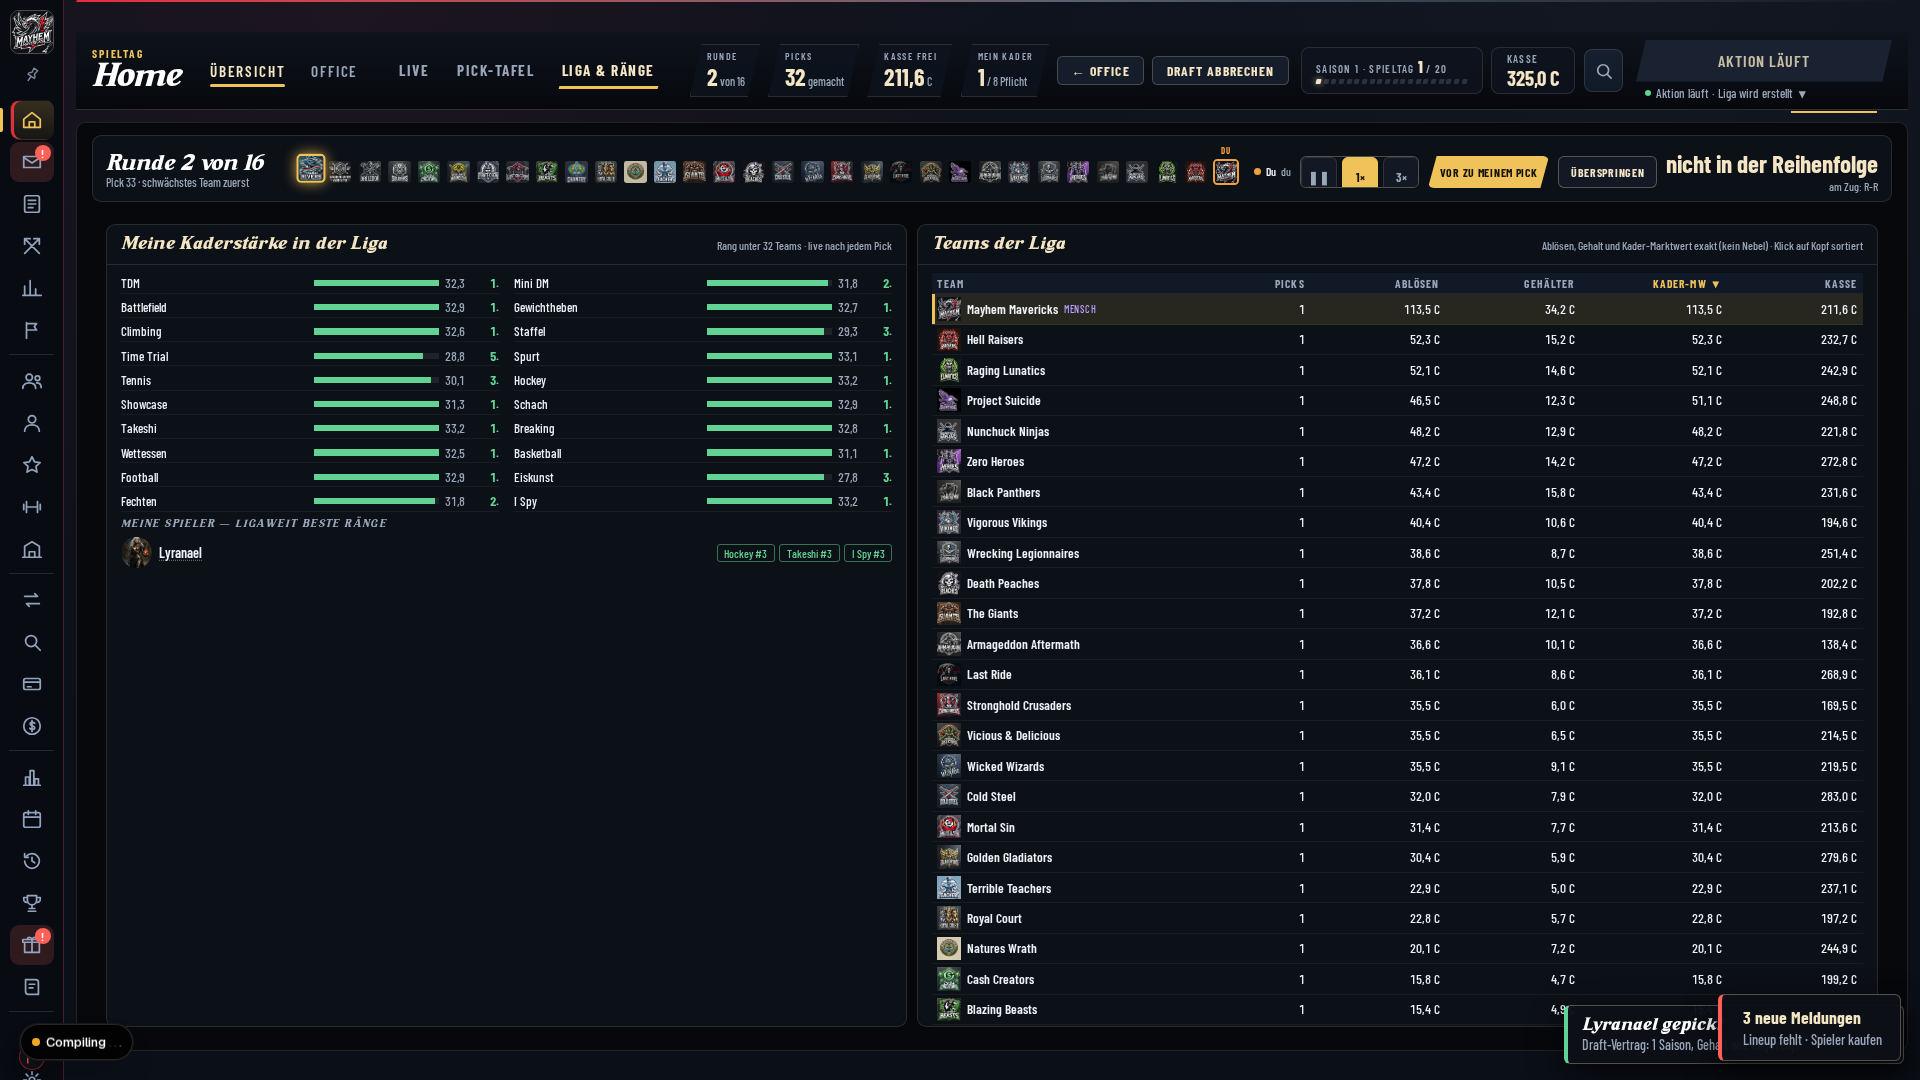 SPIELTAG
Home
ÜBERSICHT
OFFICE
LIVE
PICK-TAFEL
LIGA & RÄNGE
RUNDE
2 von 16
PICKS
32 gemacht
KASSE FREI
211,6 C
MEIN KADER
1 / 8 Pflicht
← OFFICE
DRAFT ABBRECHEN
SAISON 1 · SPIELTAG 1 / 20
KASSE
325,0 C
AKTION LÄUFT
Aktion läuft · Liga wird erstellt ▼
Runde 2 von 16
Pick 33 · schwächstes Team zuerst
DU
Du du
1×
3×
VOR ZU MEINEM PICK
ÜBERSPRINGEN
nicht in der Reihenfolge
am Zug: R-R
Meine Kaderstärke in der Liga
Rang unter 32 Teams · live nach jedem Pick
TDM 32,3 1. Mini DM 31,8 2.
Battlefield 32,9 1. Gewichtheben 32,7 1.
Climbing 32,6 1. Staffel 29,3 3.
Time Trial 28,8 5. Spurt 33,1 1.
Tennis 30,1 3. Hockey 33,2 1.
Showcase 31,3 1. Schach 32,9 1.
Takeshi 33,2 1. Breaking 32,8 1.
Wettessen 32,5 1. Basketball 31,1 1.
Football 32,9 1. Eiskunst 27,8 3.
Fechten 31,8 2. I Spy 33,2 1.
MEINE SPIELER — LIGAWEIT BESTE RÄNGE
Lyranael
Hockey #3
Takeshi #3
I Spy #3
Teams der Liga
Ablösen, Gehalt und Kader-Marktwert exakt (kein Nebel) · Klick auf Kopf sortiert
TEAM PICKS ABLÖSEN GEHÄLTER KADER-MW ▼ KASSE
Mayhem Mavericks MENSCH 1 113,5 C 34,2 C 113,5 C 211,6 C
Hell Raisers 1 52,3 C 15,2 C 52,3 C 232,7 C
Raging Lunatics 1 52,1 C 14,6 C 52,1 C 242,9 C
Project Suicide 1 46,5 C 12,3 C 51,1 C 248,8 C
Nunchuck Ninjas 1 48,2 C 12,9 C 48,2 C 221,8 C
Zero Heroes 1 47,2 C 14,2 C 47,2 C 272,8 C
Black Panthers 1 43,4 C 15,8 C 43,4 C 231,6 C
Vigorous Vikings 1 40,4 C 10,6 C 40,4 C 194,6 C
Wrecking Legionnaires 1 38,6 C 8,7 C 38,6 C 251,4 C
Death Peaches 1 37,8 C 10,5 C 37,8 C 202,2 C
The Giants 1 37,2 C 12,1 C 37,2 C 192,8 C
Armageddon Aftermath 1 36,6 C 10,1 C 36,6 C 138,4 C
Last Ride 1 36,1 C 8,6 C 36,1 C 268,9 C
Stronghold Crusaders 1 35,5 C 6,0 C 35,5 C 169,5 C
Vicious & Delicious 1 35,5 C 6,5 C 35,5 C 214,5 C
Wicked Wizards 1 35,5 C 9,1 C 35,5 C 219,5 C
Cold Steel 1 32,0 C 7,9 C 32,0 C 283,0 C
Mortal Sin 1 31,4 C 7,7 C 31,4 C 213,6 C
Golden Gladiators 1 30,4 C 5,9 C 30,4 C 279,6 C
Terrible Teachers 1 22,9 C 5,0 C 22,9 C 237,1 C
Royal Court 1 22,8 C 5,7 C 22,8 C 197,2 C
Natures Wrath 1 20,1 C 7,2 C 20,1 C 244,9 C
Cash Creators 1 15,8 C 4,7 C 15,8 C 199,2 C
Blazing Beasts 1 15,4 C 4,9
Lyranael gepick
Draft-Vertrag: 1 Saison, Geha
3 neue Meldungen
Lineup fehlt · Spieler kaufen
Compiling ...